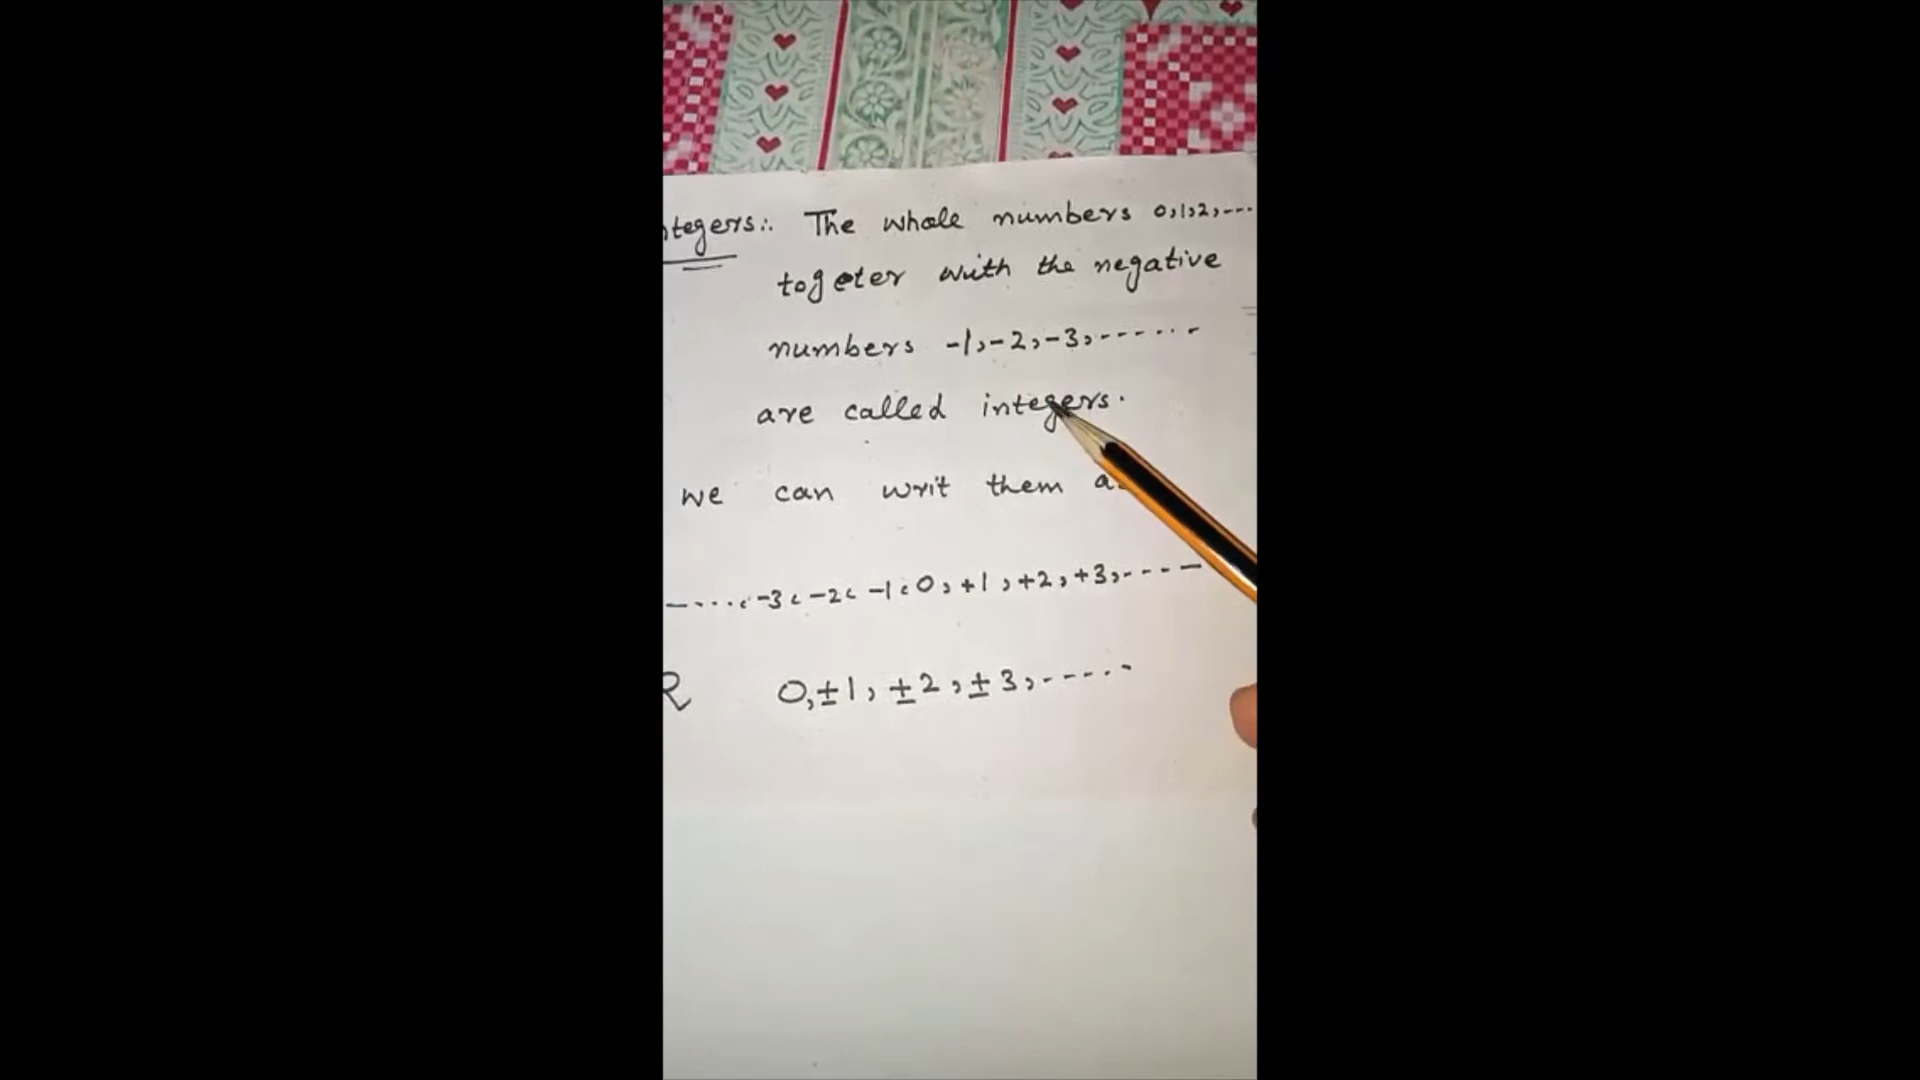 ntegers:. The whole numbers 0,1,2,---
togeter with the negative
numbers -1,-2,-3,-------
are called integers.
we can writ them a
-----, -3, -2, -1, 0, +1, +2, +3,-----
R 0, ±1, ±2, ±3,------